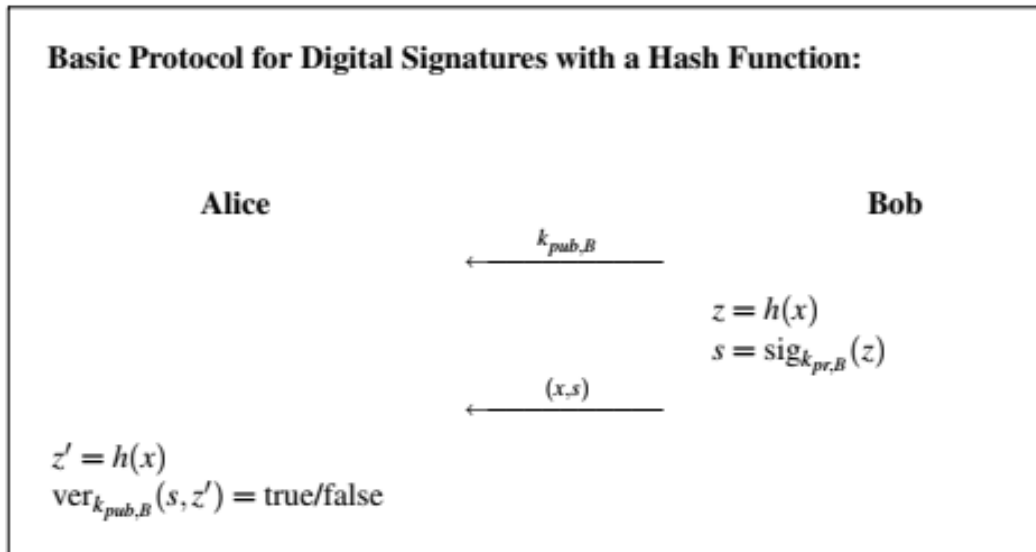 Basic Protocol for Digital Signatures with a Hash Function:
Alice Bob
k_{pub,B}
←
z = h(x)
s = sig_{k_{pr,B}}(z)
(x,s)
←
z′ = h(x)
ver_{k_{pub,B}}(s, z′) = true/false